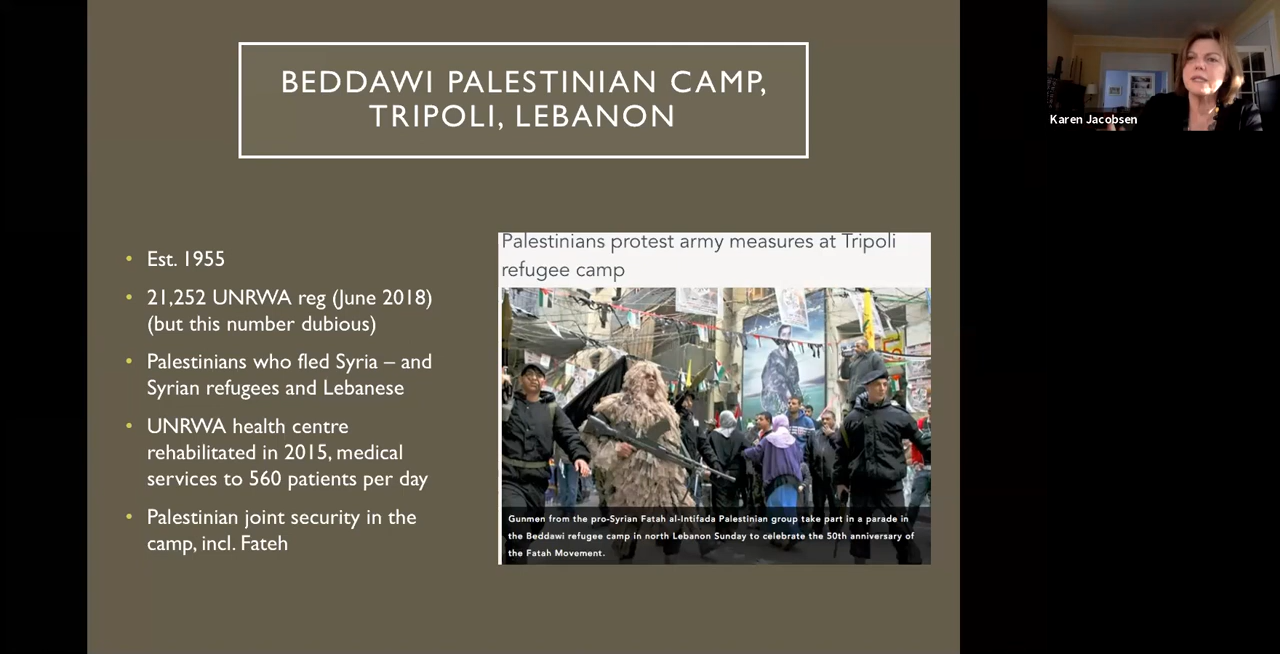 BEDDAWI PALESTINIAN CAMP,
TRIPOLI, LEBANON
Karen Jacobsen
• Est. 1955
• 21,252 UNRWA reg (June 2018)
(but this number dubious)
• Palestinians who fled Syria – and
Syrian refugees and Lebanese
• UNRWA health centre
rehabilitated in 2015, medical
services to 560 patients per day
• Palestinian joint security in the
camp, incl. Fateh
Palestinians protest army measures at Tripoli
refugee camp
Gunmen from the pro-Syrian Fatah al-Intifada Palestinian group take part in a parade in
the Beddawi refugee camp in north Lebanon Sunday to celebrate the 50th anniversary of
the Fatah Movement.